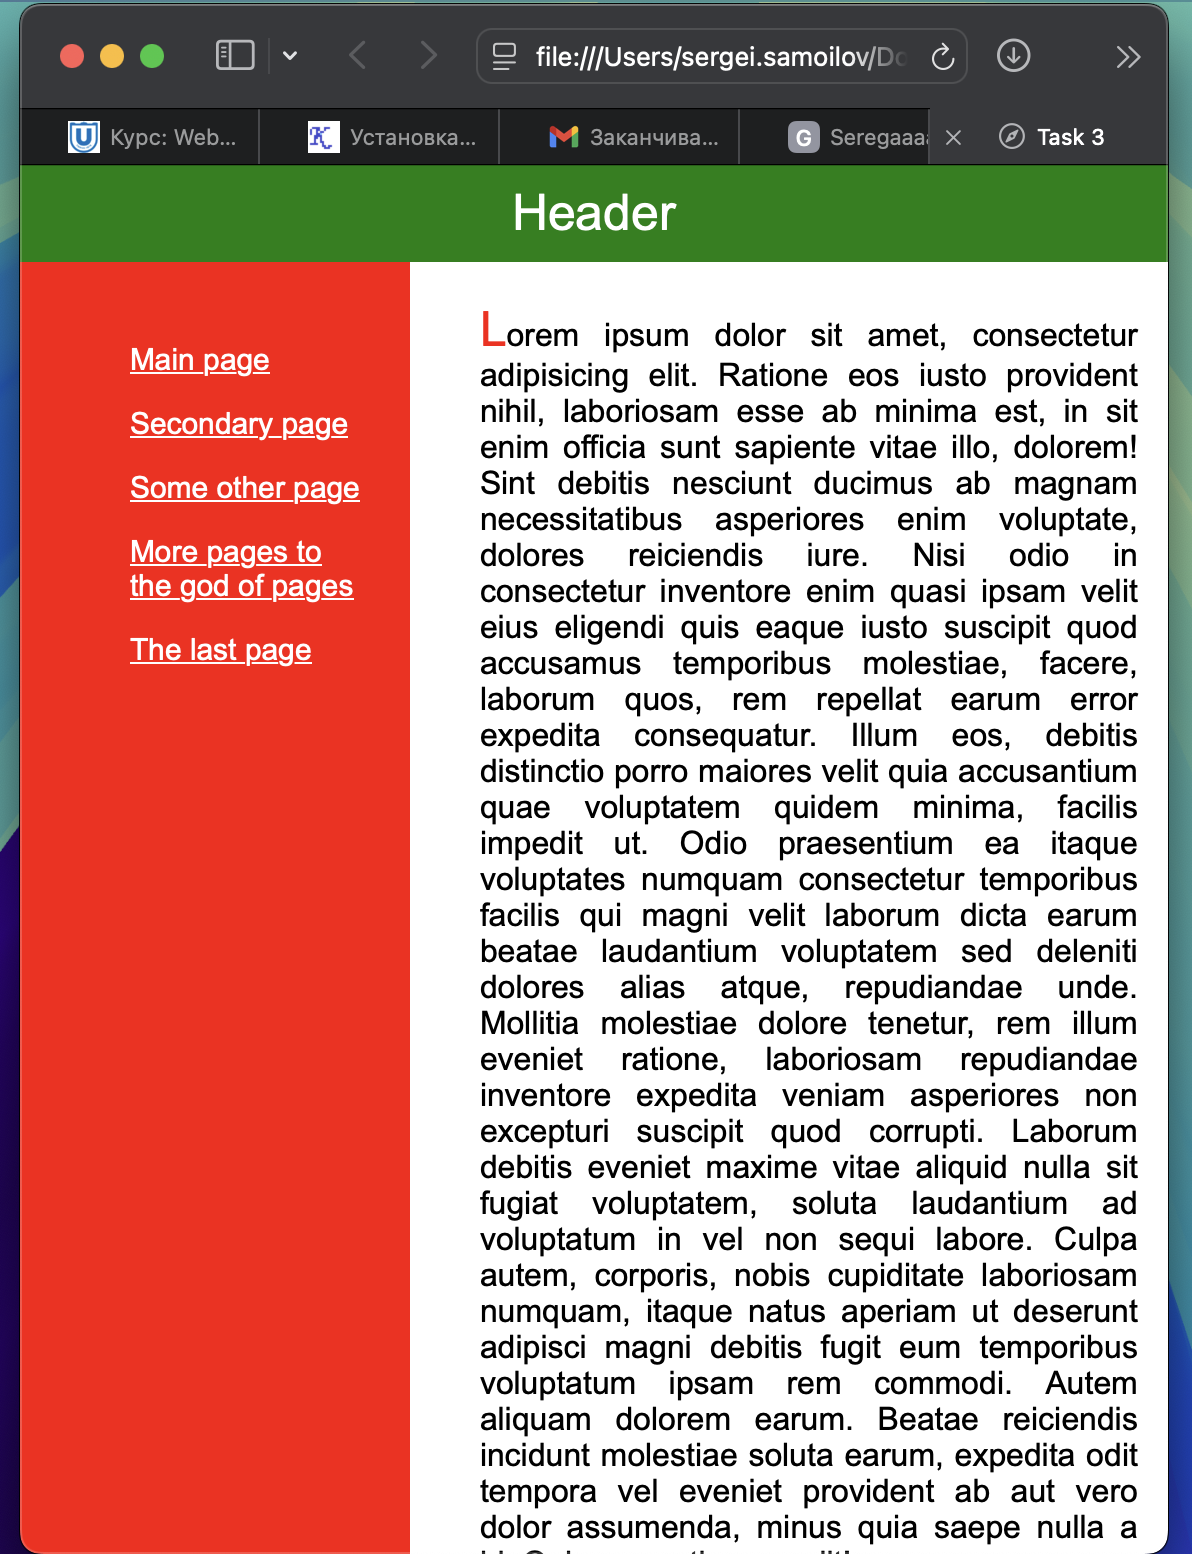 file:///Users/sergei.samoilov/Do
Курс: Web...
Установка...
Заканчива...
G
Seregaaaa
Task 3
Header
Main page
Secondary page
Some other page
More pages to
the god of pages
The last page
Lorem ipsum dolor sit amet, consectetur
adipisicing elit. Ratione eos iusto provident
nihil, laboriosam esse ab minima est, in sit
enim officia sunt sapiente vitae illo, dolorem!
Sint debitis nesciunt ducimus ab magnam
necessitatibus asperiores enim voluptate,
dolores reiciendis iure. Nisi odio in
consectetur inventore enim quasi ipsam velit
eius eligendi quis eaque iusto suscipit quod
accusamus temporibus molestiae, facere,
laborum quos, rem repellat earum error
expedita consequatur. Illum eos, debitis
distinctio porro maiores velit quia accusantium
quae voluptatem quidem minima, facilis
impedit ut. Odio praesentium ea itaque
voluptates numquam consectetur temporibus
facilis qui magni velit laborum dicta earum
beatae laudantium voluptatem sed deleniti
dolores alias atque, repudiandae unde.
Mollitia molestiae dolore tenetur, rem illum
eveniet ratione, laboriosam repudiandae
inventore expedita veniam asperiores non
excepturi suscipit quod corrupti. Laborum
debitis eveniet maxime vitae aliquid nulla sit
fugiat voluptatem, soluta laudantium ad
voluptatum in vel non sequi labore. Culpa
autem, corporis, nobis cupiditate laboriosam
numquam, itaque natus aperiam ut deserunt
adipisci magni debitis fugit eum temporibus
voluptatum ipsam rem commodi. Autem
aliquam dolorem earum. Beatae reiciendis
incidunt molestiae soluta earum, expedita odit
tempora vel eveniet provident ab aut vero
dolor assumenda, minus quia saepe nulla a